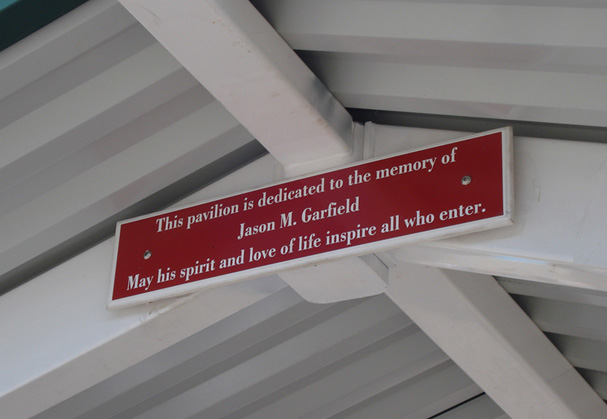 This pavilion is dedicated to the memory of
Jason M. Garfield
May his spirit and love of life inspire all who enter.